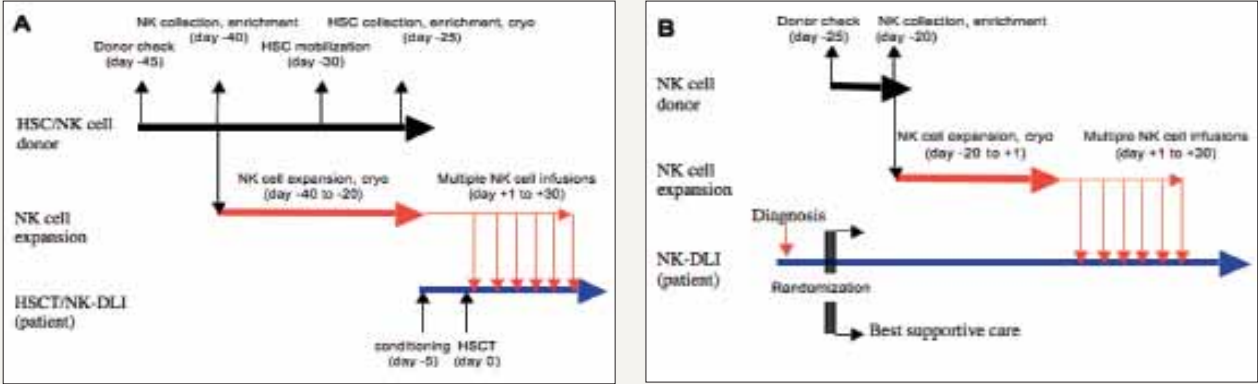 A
NK collection, enrichment
(day -40)
HSC collection, enrichment, cryo
(day -25)
Donor check
(day -45)
HSC mobilization
(day -30)
HSC/NK cell
donor
NK cell expansion, cryo
(day -40 to -20)
Multiple NK cell infusions
(day +1 to +30)
NK cell
expansion
HSCT/NK-DLI
(patient)
conditioning
(day -5)
HSCT
(day 0)
B
Donor check
(day -25)
NK collection, enrichment
(day -20)
NK cell
donor
NK cell expansion, cryo
(day -20 to +1)
Multiple NK cell infusions
(day +1 to +30)
NK cell
expansion
Diagnosis
NK-DLI
(patient)
Randomization
Best supportive care